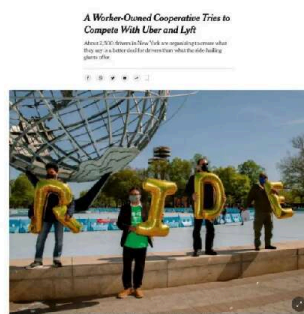 A Worker-Owned Cooperative Tries to
Compete With Uber and Lyft
About 2,500 drivers in New York are organizing to create what
they say is a better deal for drivers than what the ride-hailing
giants offer.
RIDE